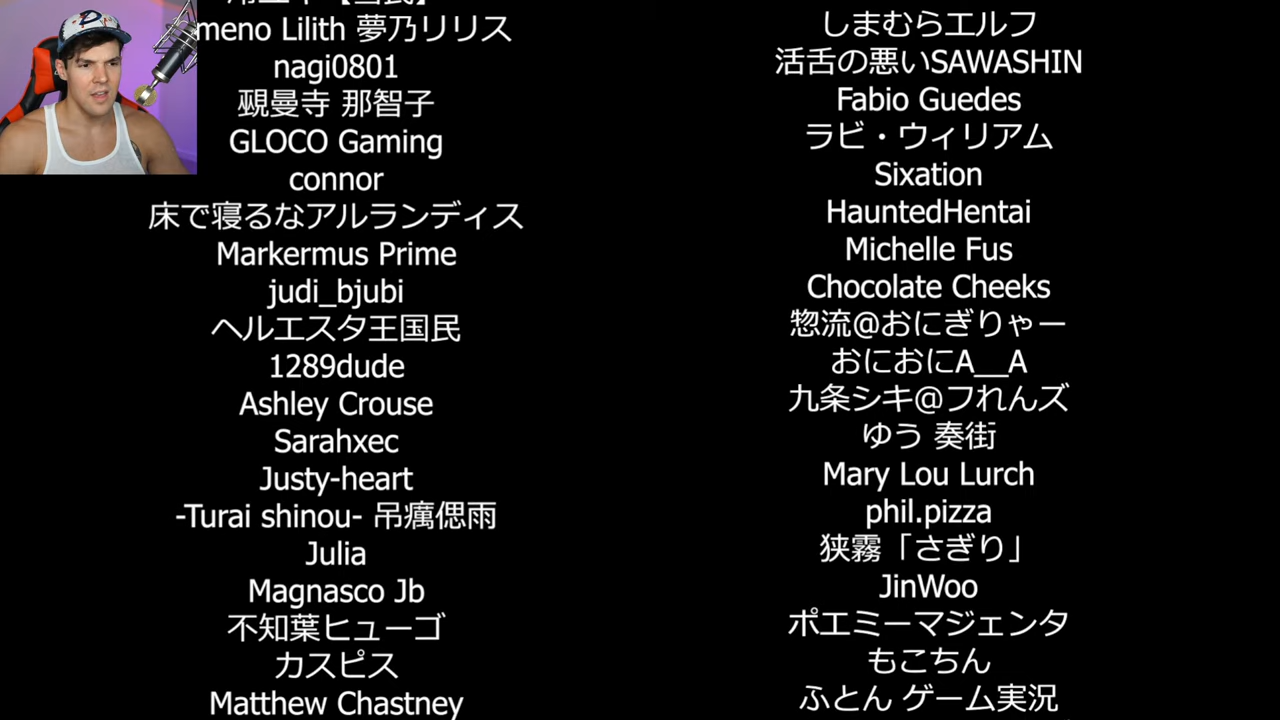 meno Lilith 夢乃リリス
nagi0801
覡曼寺 那智子
GLOCO Gaming
connor
床で寝るなアルランディス
Markermus Prime
judi_bjubi
ヘルエスタ王国民
1289dude
Ashley Crouse
Sarahxec
Justy-heart
-Turai shinou- 吊癘偲雨
Julia
Magnasco Jb
不知葉ヒューゴ
カスピス
Matthew Chastney
しまむらエルフ
活舌の悪いSAWASHIN
Fabio Guedes
ラビ・ウィリアム
Sixation
HauntedHentai
Michelle Fus
Chocolate Cheeks
惣流@おにぎりゃー
おにおにA__A
九条シキ@フれんズ
ゆう 奏街
Mary Lou Lurch
phil.pizza
狭霧「さぎり」
JinWoo
ポエミーマジェンタ
もこちん
ふとん ゲーム実況